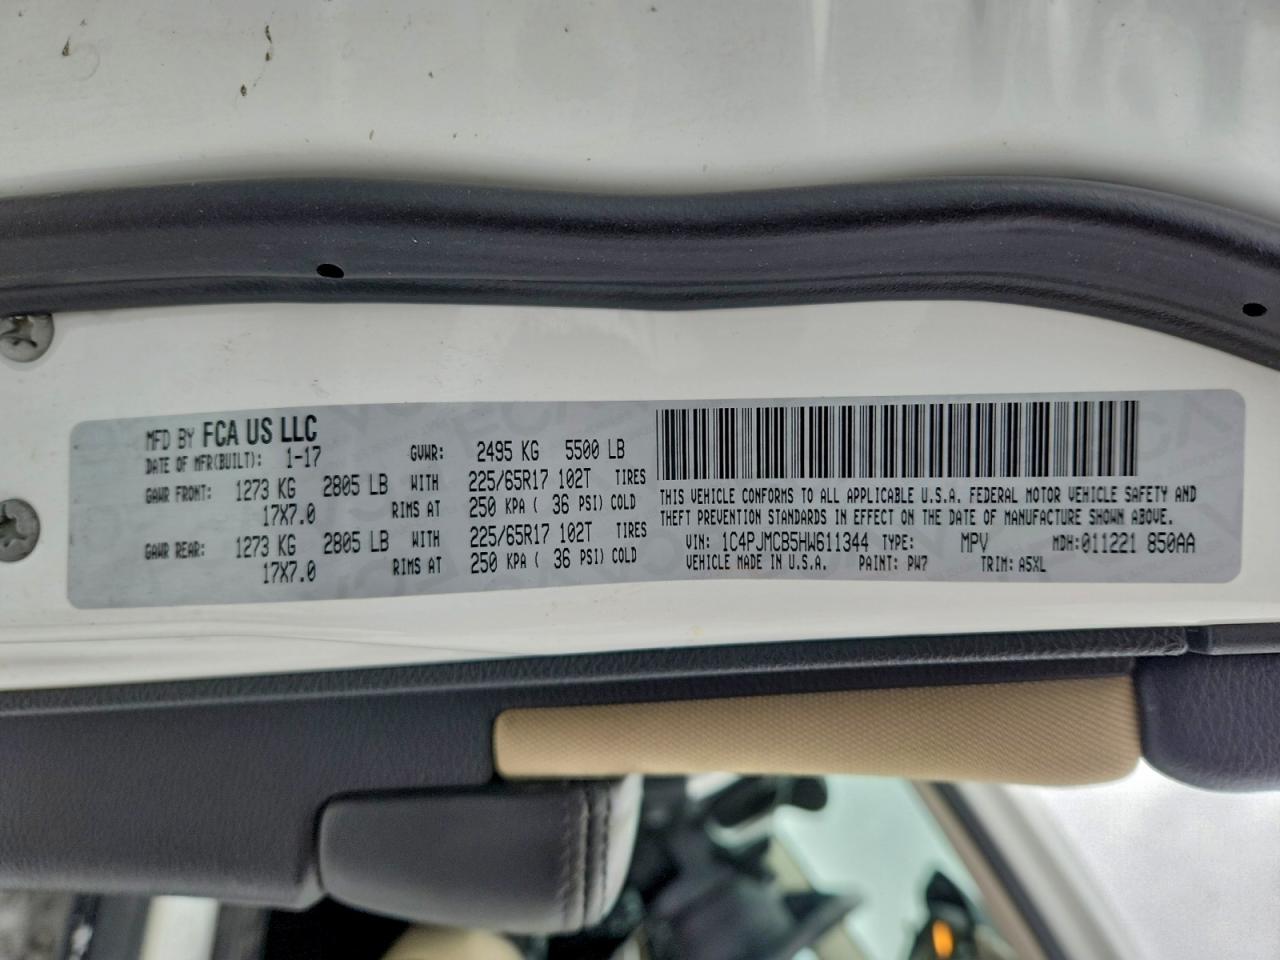 MFD BY FCA US LLC
DATE OF MFR(BUILT): 1-17 GVWR: 2495 KG 5500 LB
GAWR FRONT: 1273 KG 2805 LB WITH 225/65R17 102T TIRES
17X7.0 RIMS AT 250 KPA ( 36 PSI) COLD
GAWR REAR: 1273 KG 2805 LB WITH 225/65R17 102T TIRES
17X7.0 RIMS AT 250 KPA ( 36 PSI) COLD
THIS VEHICLE CONFORMS TO ALL APPLICABLE U.S.A. FEDERAL MOTOR VEHICLE SAFETY AND
THEFT PREVENTION STANDARDS IN EFFECT ON THE DATE OF MANUFACTURE SHOWN ABOVE.
VIN: 1C4PJMCB5HW611344 TYPE: MPV MDH:011221 850AA
VEHICLE MADE IN U.S.A. PAINT: PW7 TRIM: A5XL